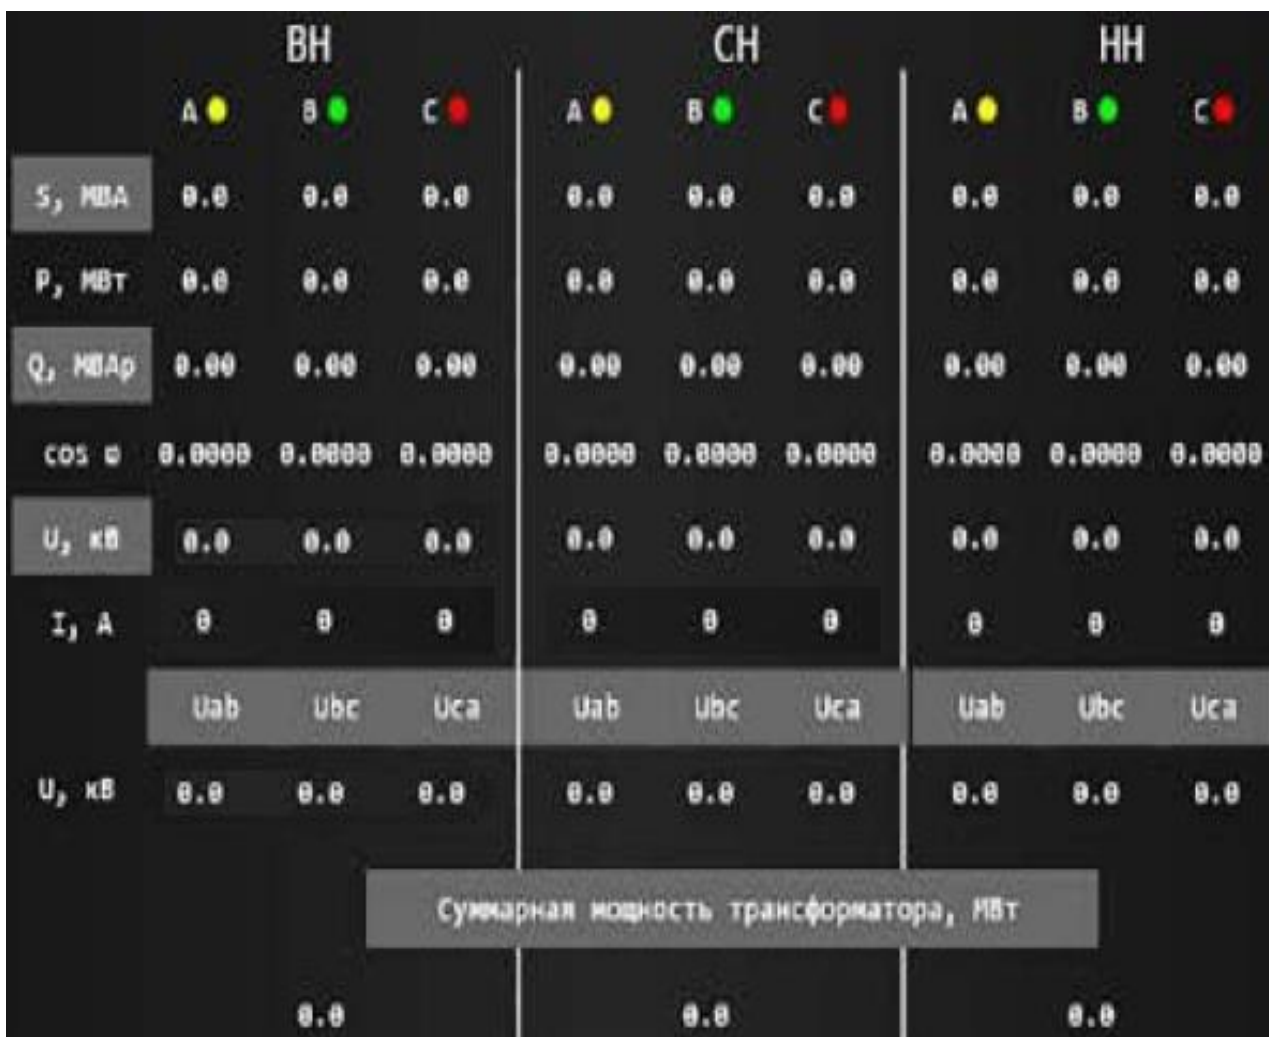 ВН СН НН
A B C A B C A B C
S, МВА 0.0 0.0 0.0 0.0 0.0 0.0 0.0 0.0 0.0
P, МВт 0.0 0.0 0.0 0.0 0.0 0.0 0.0 0.0 0.0
Q, МВАр 0.00 0.00 0.00 0.00 0.00 0.00 0.00 0.00 0.00
cos φ 0.0000 0.0000 0.0000 0.0000 0.0000 0.0000 0.0000 0.0000 0.0000
U, кВ 0.0 0.0 0.0 0.0 0.0 0.0 0.0 0.0 0.0
I, А 0 0 0 0 0 0 0 0 0
Uab Ubc Uca Uab Ubc Uca Uab Ubc Uca
U, кВ 0.0 0.0 0.0 0.0 0.0 0.0 0.0 0.0 0.0
Суммарная мощность трансформатора, МВт
0.0 0.0 0.0